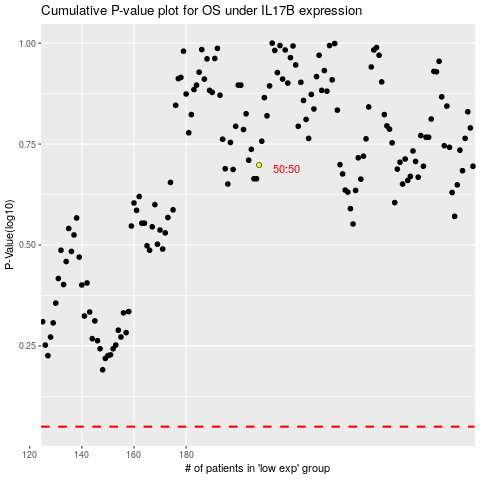 Cumulative P-value plot for OS under IL17B expression
P-Value(log10)
1.00
0.75
0.50
0.25
50:50
120 140 160 180
# of patients in 'low exp' group